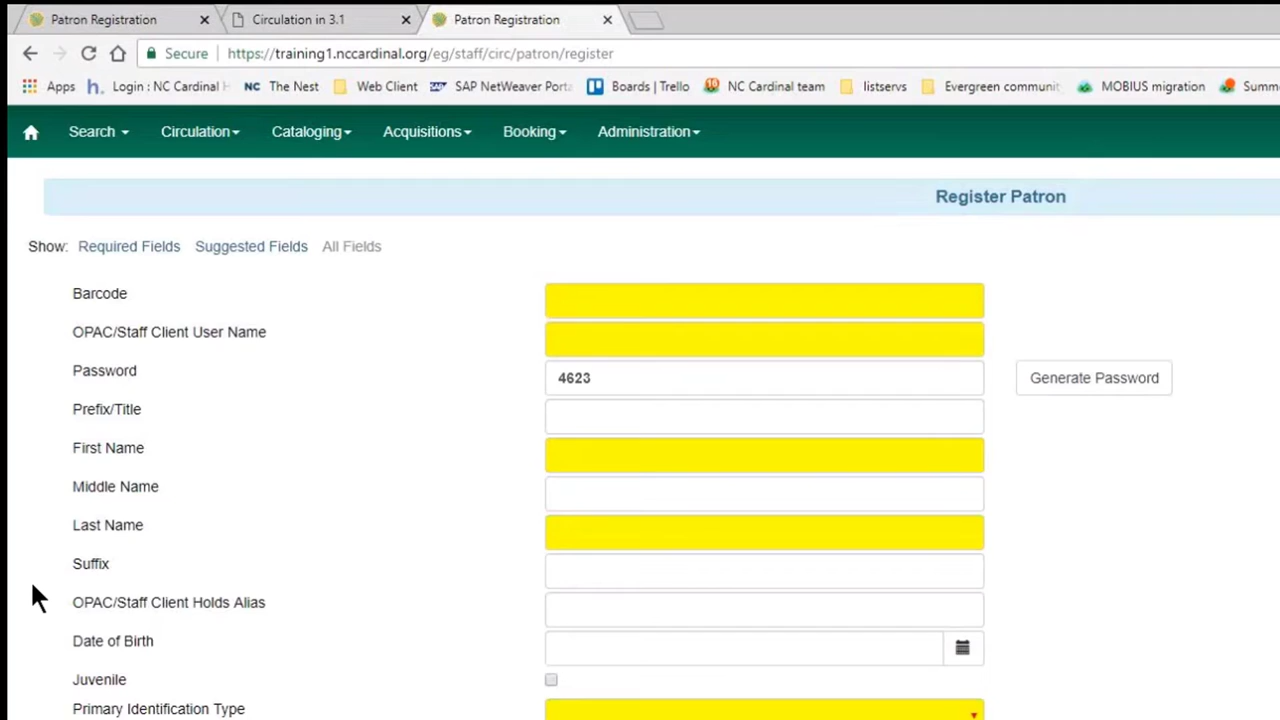 Patron Registration
Circulation in 3.1
Patron Registration
Secure
https://training1.nccardinal.org/eg/staff/circ/patron/register
Apps
Login : NC Cardinal
NC The Nest
Web Client
SAP NetWeaver Porta
Boards | Trello
NC Cardinal team
listservs
Evergreen communit
MOBIUS migration
Summ
Search
Circulation
Cataloging
Acquisitions
Booking
Administration
Register Patron
Show: Required Fields Suggested Fields All Fields
Barcode
OPAC/Staff Client User Name
Password 4623 Generate Password
Prefix/Title
First Name
Middle Name
Last Name
Suffix
OPAC/Staff Client Holds Alias
Date of Birth
Juvenile
Primary Identification Type